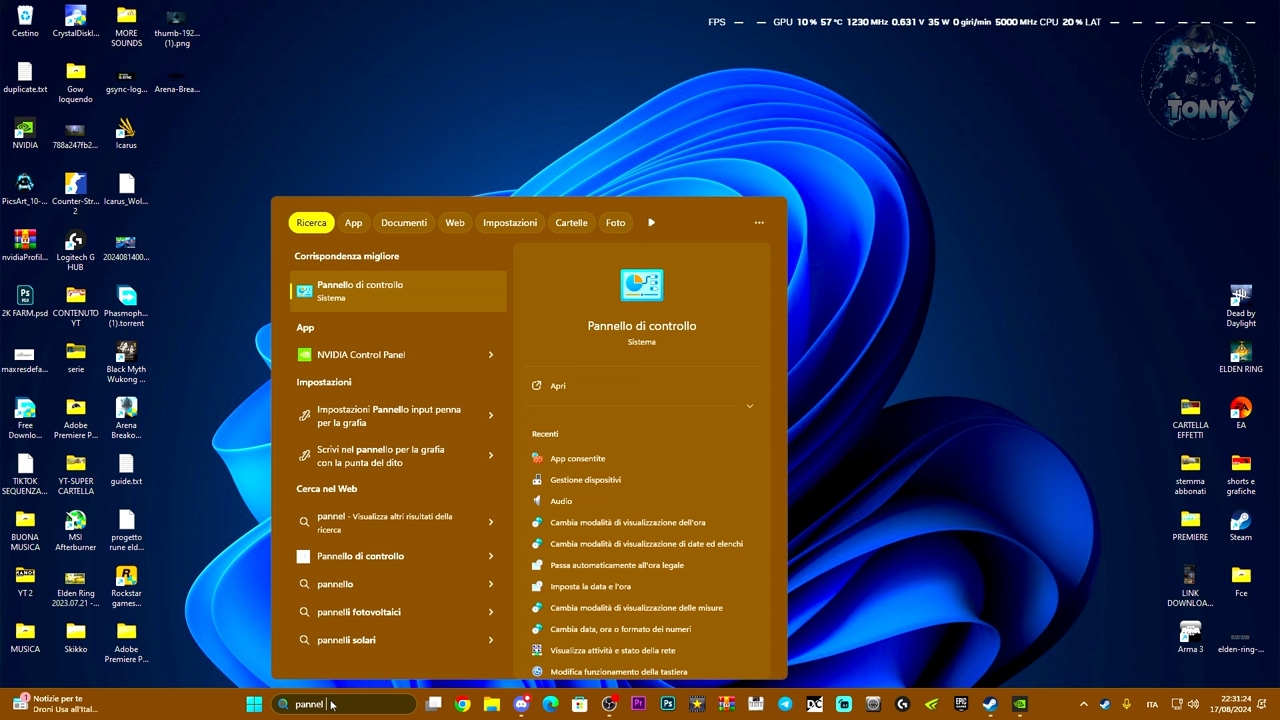 FPS — — GPU 10 % 57 °C 1230 MHz 0.631 V 35 W 0 giri/min 5000 MHz CPU 20 % LAT — — — — — —
TONY
Cestino
CrystalDiskI...
MORE SOUNDS
thumb-192... (1).png
duplicate.txt
Gow loquendo
gsync-log...
Arena-Brea...
NVIDIA
788a247fb2...
Icarus
PicsArt_10-...
Counter-Str... 2
Icarus_Wol...
nvidiaProfil...
Logitech G HUB
2024081400...
2K FARM.psd
CONTENUTO YT
Phasmoph... (1).torrent
maxresdefa...
serie
Black Myth Wukong ...
Free Downlo...
Adobe Premiere P...
Arena Breako...
TIKTOK SEQUENZA...
YT-SUPER CARTELLA
guide.txt
BUONA MUSICA
MSI Afterburner
progetto rune eld...
YT 2
Elden Ring 2023.07.21 -...
Rockstar games...
MUSICA
Skikko
Adobe Premiere P...
Ricerca
App
Documenti
Web
Impostazioni
Cartelle
Foto
Corrispondenza migliore
Pannello di controllo
Sistema
App
NVIDIA Control Panel
Impostazioni
Impostazioni Pannello input penna
per la grafia
Scrivi nel pannello per la grafia
con la punta del dito
Cerca nel Web
pannel - Visualizza altri risultati della
ricerca
Pannello di controllo
pannello
pannelli fotovoltaici
pannelli solari
Pannello di controllo
Sistema
Apri
Recenti
App consentite
Gestione dispositivi
Audio
Cambia modalità di visualizzazione dell'ora
Cambia modalità di visualizzazione di date ed elenchi
Passa automaticamente all'ora legale
Imposta la data e l'ora
Cambia modalità di visualizzazione delle misure
Cambia data, ora o formato dei numeri
Visualizza attività e stato della rete
Modifica funzionamento della tastiera
Dead by Daylight
ELDEN RING
CARTELLA EFFETTI
EA
stemma abbonati
shorts e grafiche
PREMIERE
Steam
LINK DOWNLOA...
Fce
Arma 3
elden-ring-...
1
Notizie per te
Droni Usa all'Ital...
pannel
ITA
22:31:24
17/08/2024